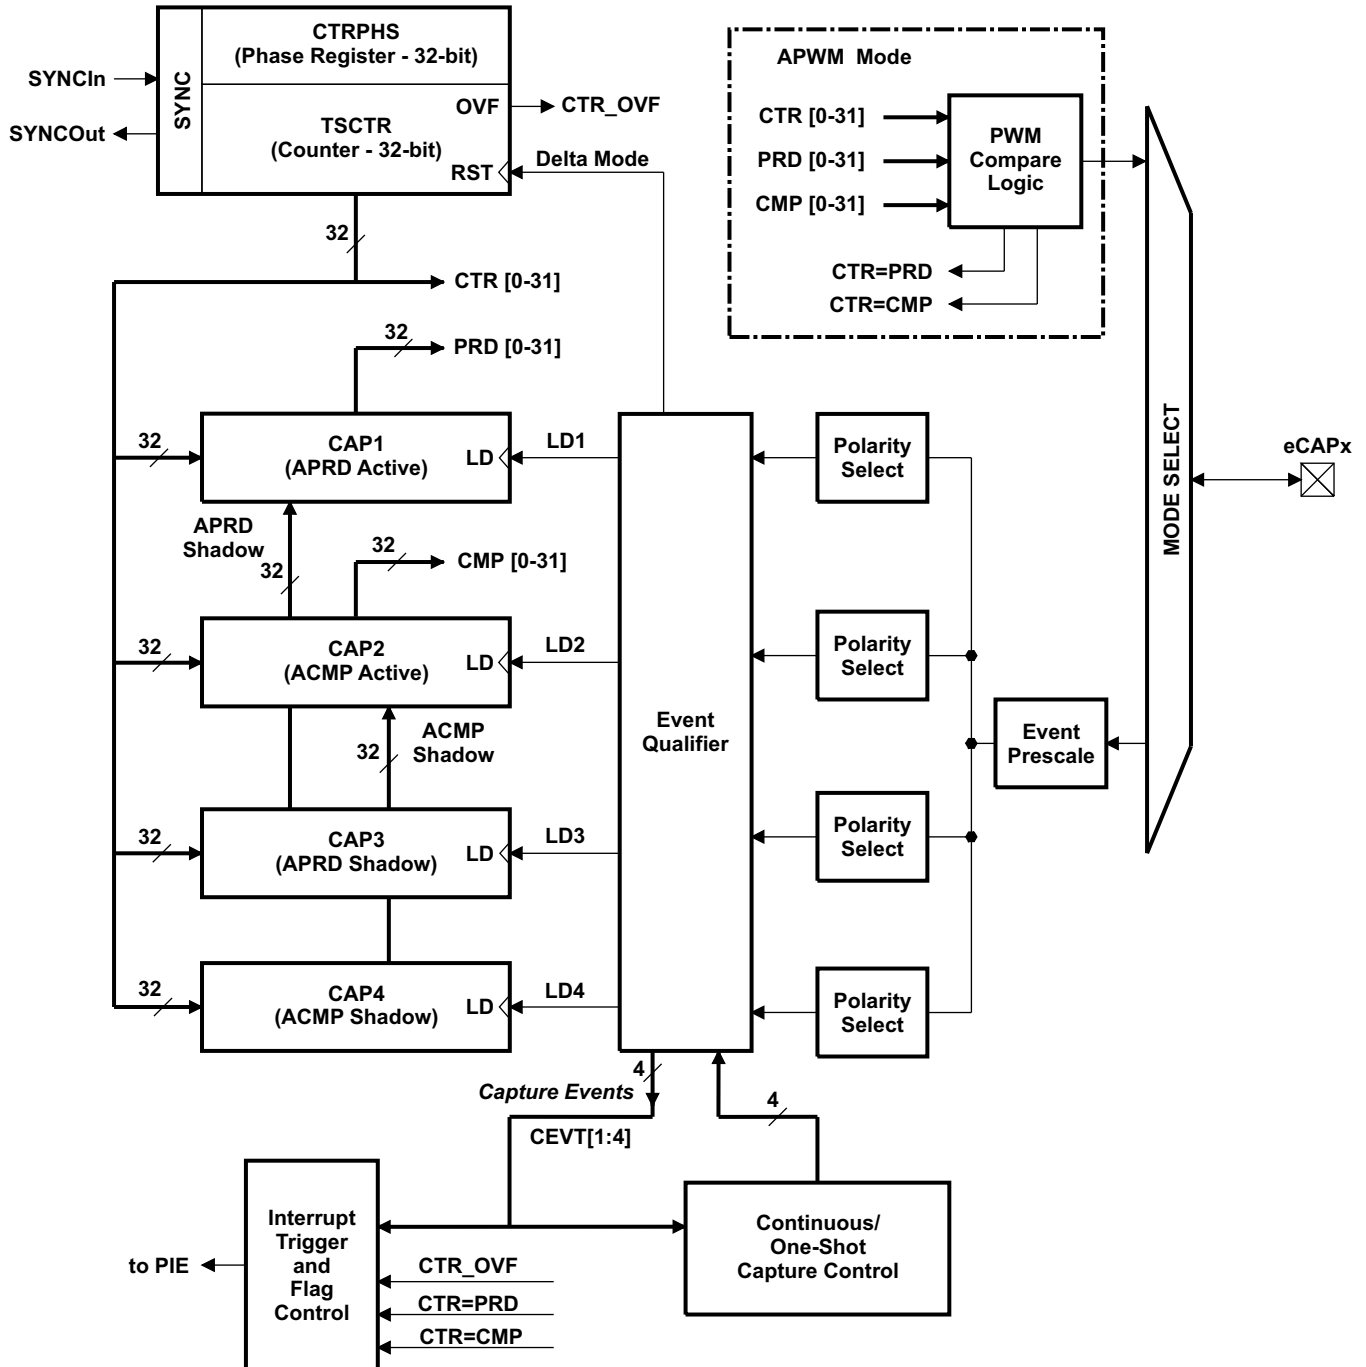 CTRPHS
(Phase Register - 32-bit)
SYNC
SYNCIn
SYNCOut
OVF
CTR_OVF
TSCTR
(Counter - 32-bit)
RST
Delta Mode
APWM Mode
CTR [0-31]
PRD [0-31]
CMP [0-31]
PWM
Compare
Logic
CTR=PRD
CTR=CMP
32
CTR [0-31]
32
PRD [0-31]
32
CAP1
(APRD Active)
LD
LD1
Polarity
Select
MODE SELECT
eCAPx
APRD
Shadow
32
32
CMP [0-31]
32
CAP2
(ACMP Active)
LD
LD2
Polarity
Select
ACMP
Shadow
32
Event
Qualifier
Event
Prescale
32
CAP3
(APRD Shadow)
LD
LD3
Polarity
Select
32
CAP4
(ACMP Shadow)
LD
LD4
Polarity
Select
4
Capture Events
CEVT[1:4]
4
Interrupt
Trigger
and
Flag
Control
to PIE
CTR_OVF
CTR=PRD
CTR=CMP
Continuous/
One-Shot
Capture Control